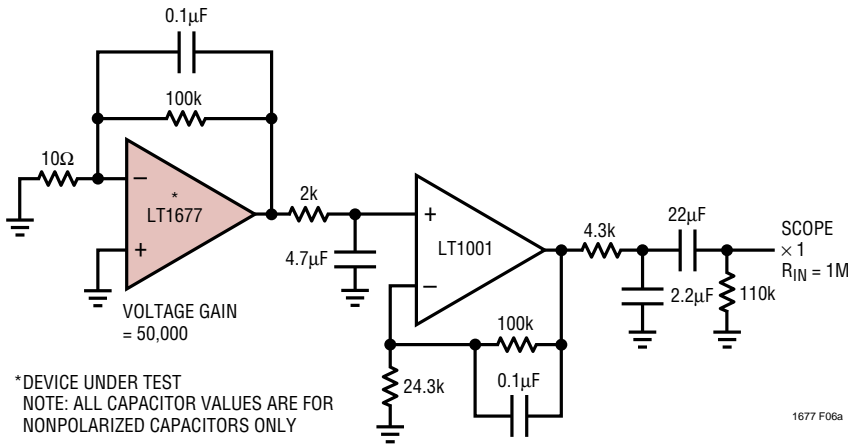 0.1µF
100k
10Ω
–
*
LT1677
+
VOLTAGE GAIN
= 50,000
2k
4.7µF
+
LT1001
–
4.3k
22µF
SCOPE
× 1
RIN = 1M
2.2µF
110k
100k
24.3k
0.1µF
*DEVICE UNDER TEST
NOTE: ALL CAPACITOR VALUES ARE FOR
NONPOLARIZED CAPACITORS ONLY
1677 F06a